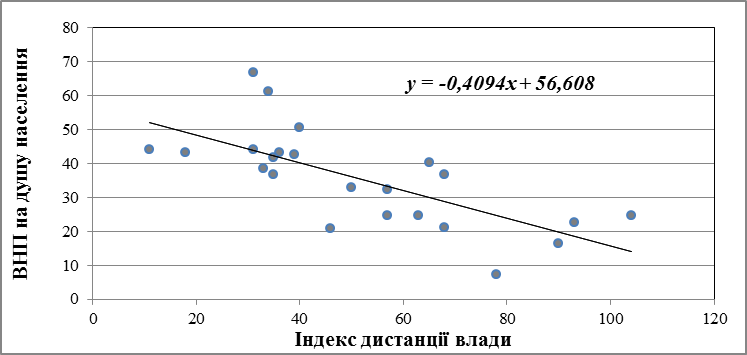 80
70
60
50
40
30
20
10
0
ВНП на душу населення
y = -0,4094x + 56,608
0 20 40 60 80 100 120
Індекс дистанції влади